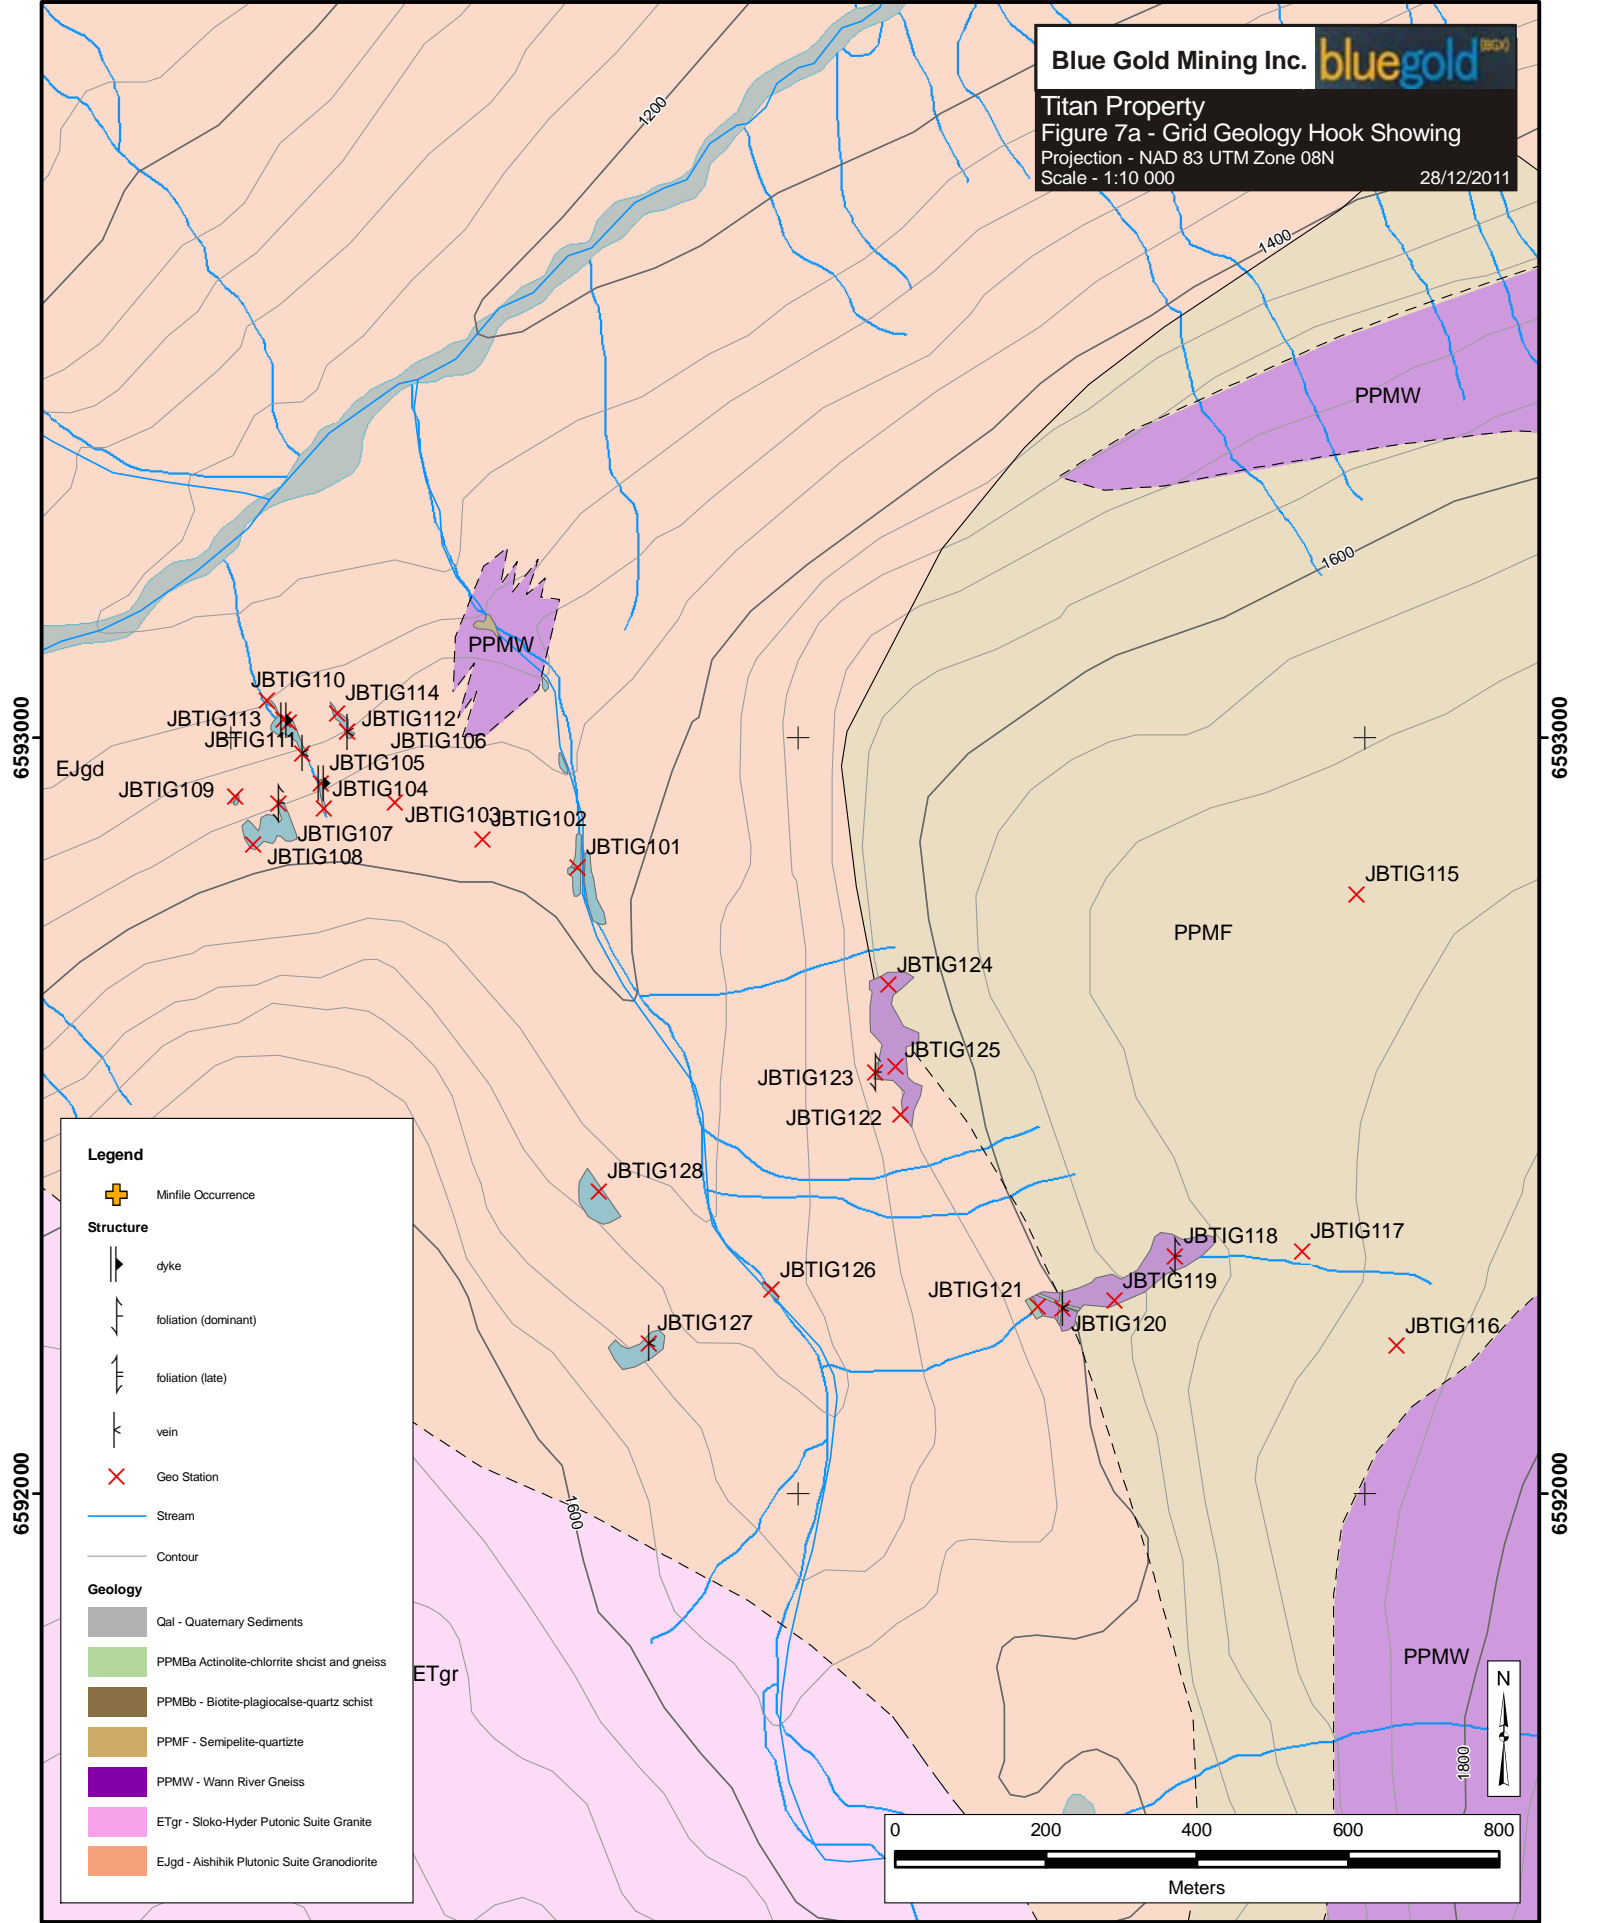 Blue Gold Mining Inc.
bluegold (BGX)
Titan Property
Figure 7a - Grid Geology Hook Showing
Projection - NAD 83 UTM Zone 08N
Scale - 1:10 000 28/12/2011
1200
1400
PPMW
1600
PPMW
JBTIG110
JBTIG114
JBTIG113
JBTIG112
JBTIG111
JBTIG106
6593000
6593000
EJgd
JBTIG105
JBTIG109
JBTIG104
JBTIG103
JBTIG102
JBTIG107
JBTIG108
JBTIG101
JBTIG115
PPMF
JBTIG124
JBTIG125
JBTIG123
JBTIG122
JBTIG128
JBTIG118
JBTIG117
JBTIG126
JBTIG119
JBTIG121
JBTIG120
JBTIG127
JBTIG116
6592000
6592000
1600
ETgr
PPMW
1800
N
Legend
Minfile Occurrence
Structure
dyke
foliation (dominant)
foliation (late)
vein
Geo Station
Stream
Contour
Geology
Qal - Quaternary Sediments
PPMBa Actinolite-chlorrite shcist and gneiss
PPMBb - Biotite-plagiocalse-quartz schist
PPMF - Semipelite-quartizte
PPMW - Wann River Gneiss
ETgr - Sloko-Hyder Putonic Suite Granite
EJgd - Aishihik Plutonic Suite Granodiorite
0 200 400 600 800
Meters